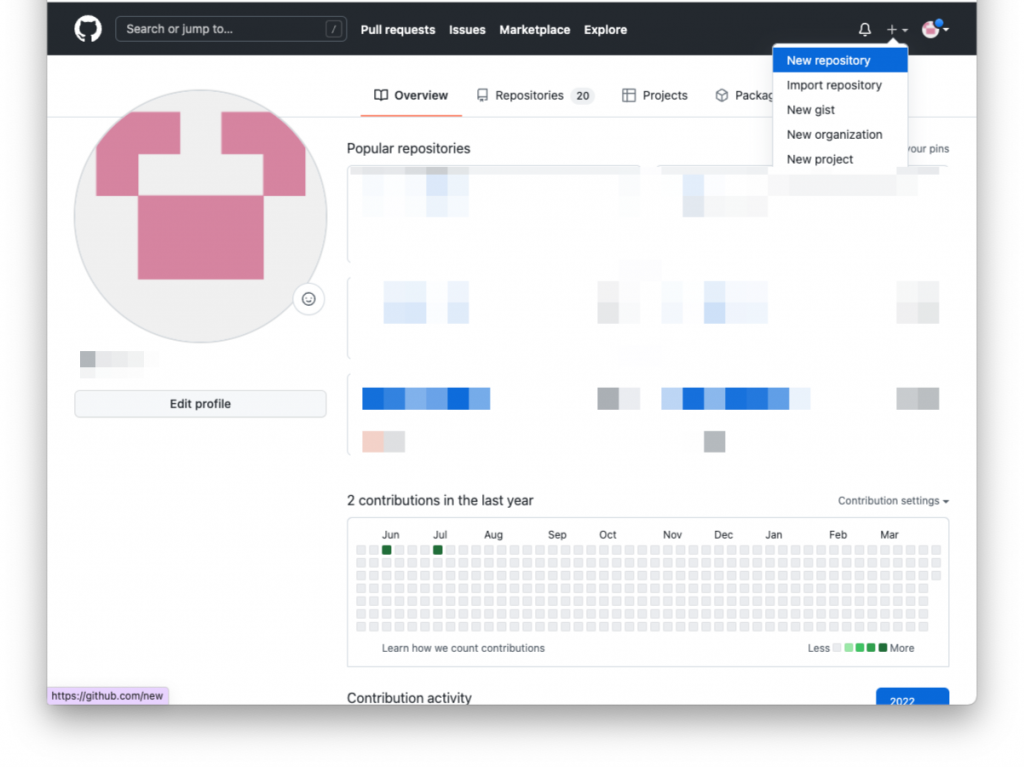 Search or jump to... / Pull requests Issues Marketplace Explore
New repository
Import repository
New gist
New organization
New project
Overview Repositories 20 Projects
Popular repositories your pins
Edit profile
2 contributions in the last year Contribution settings
Jun Jul Aug Sep Oct Nov Dec Jan Feb Mar
Learn how we count contributions Less More
https://github.com/new
Contribution activity 2022